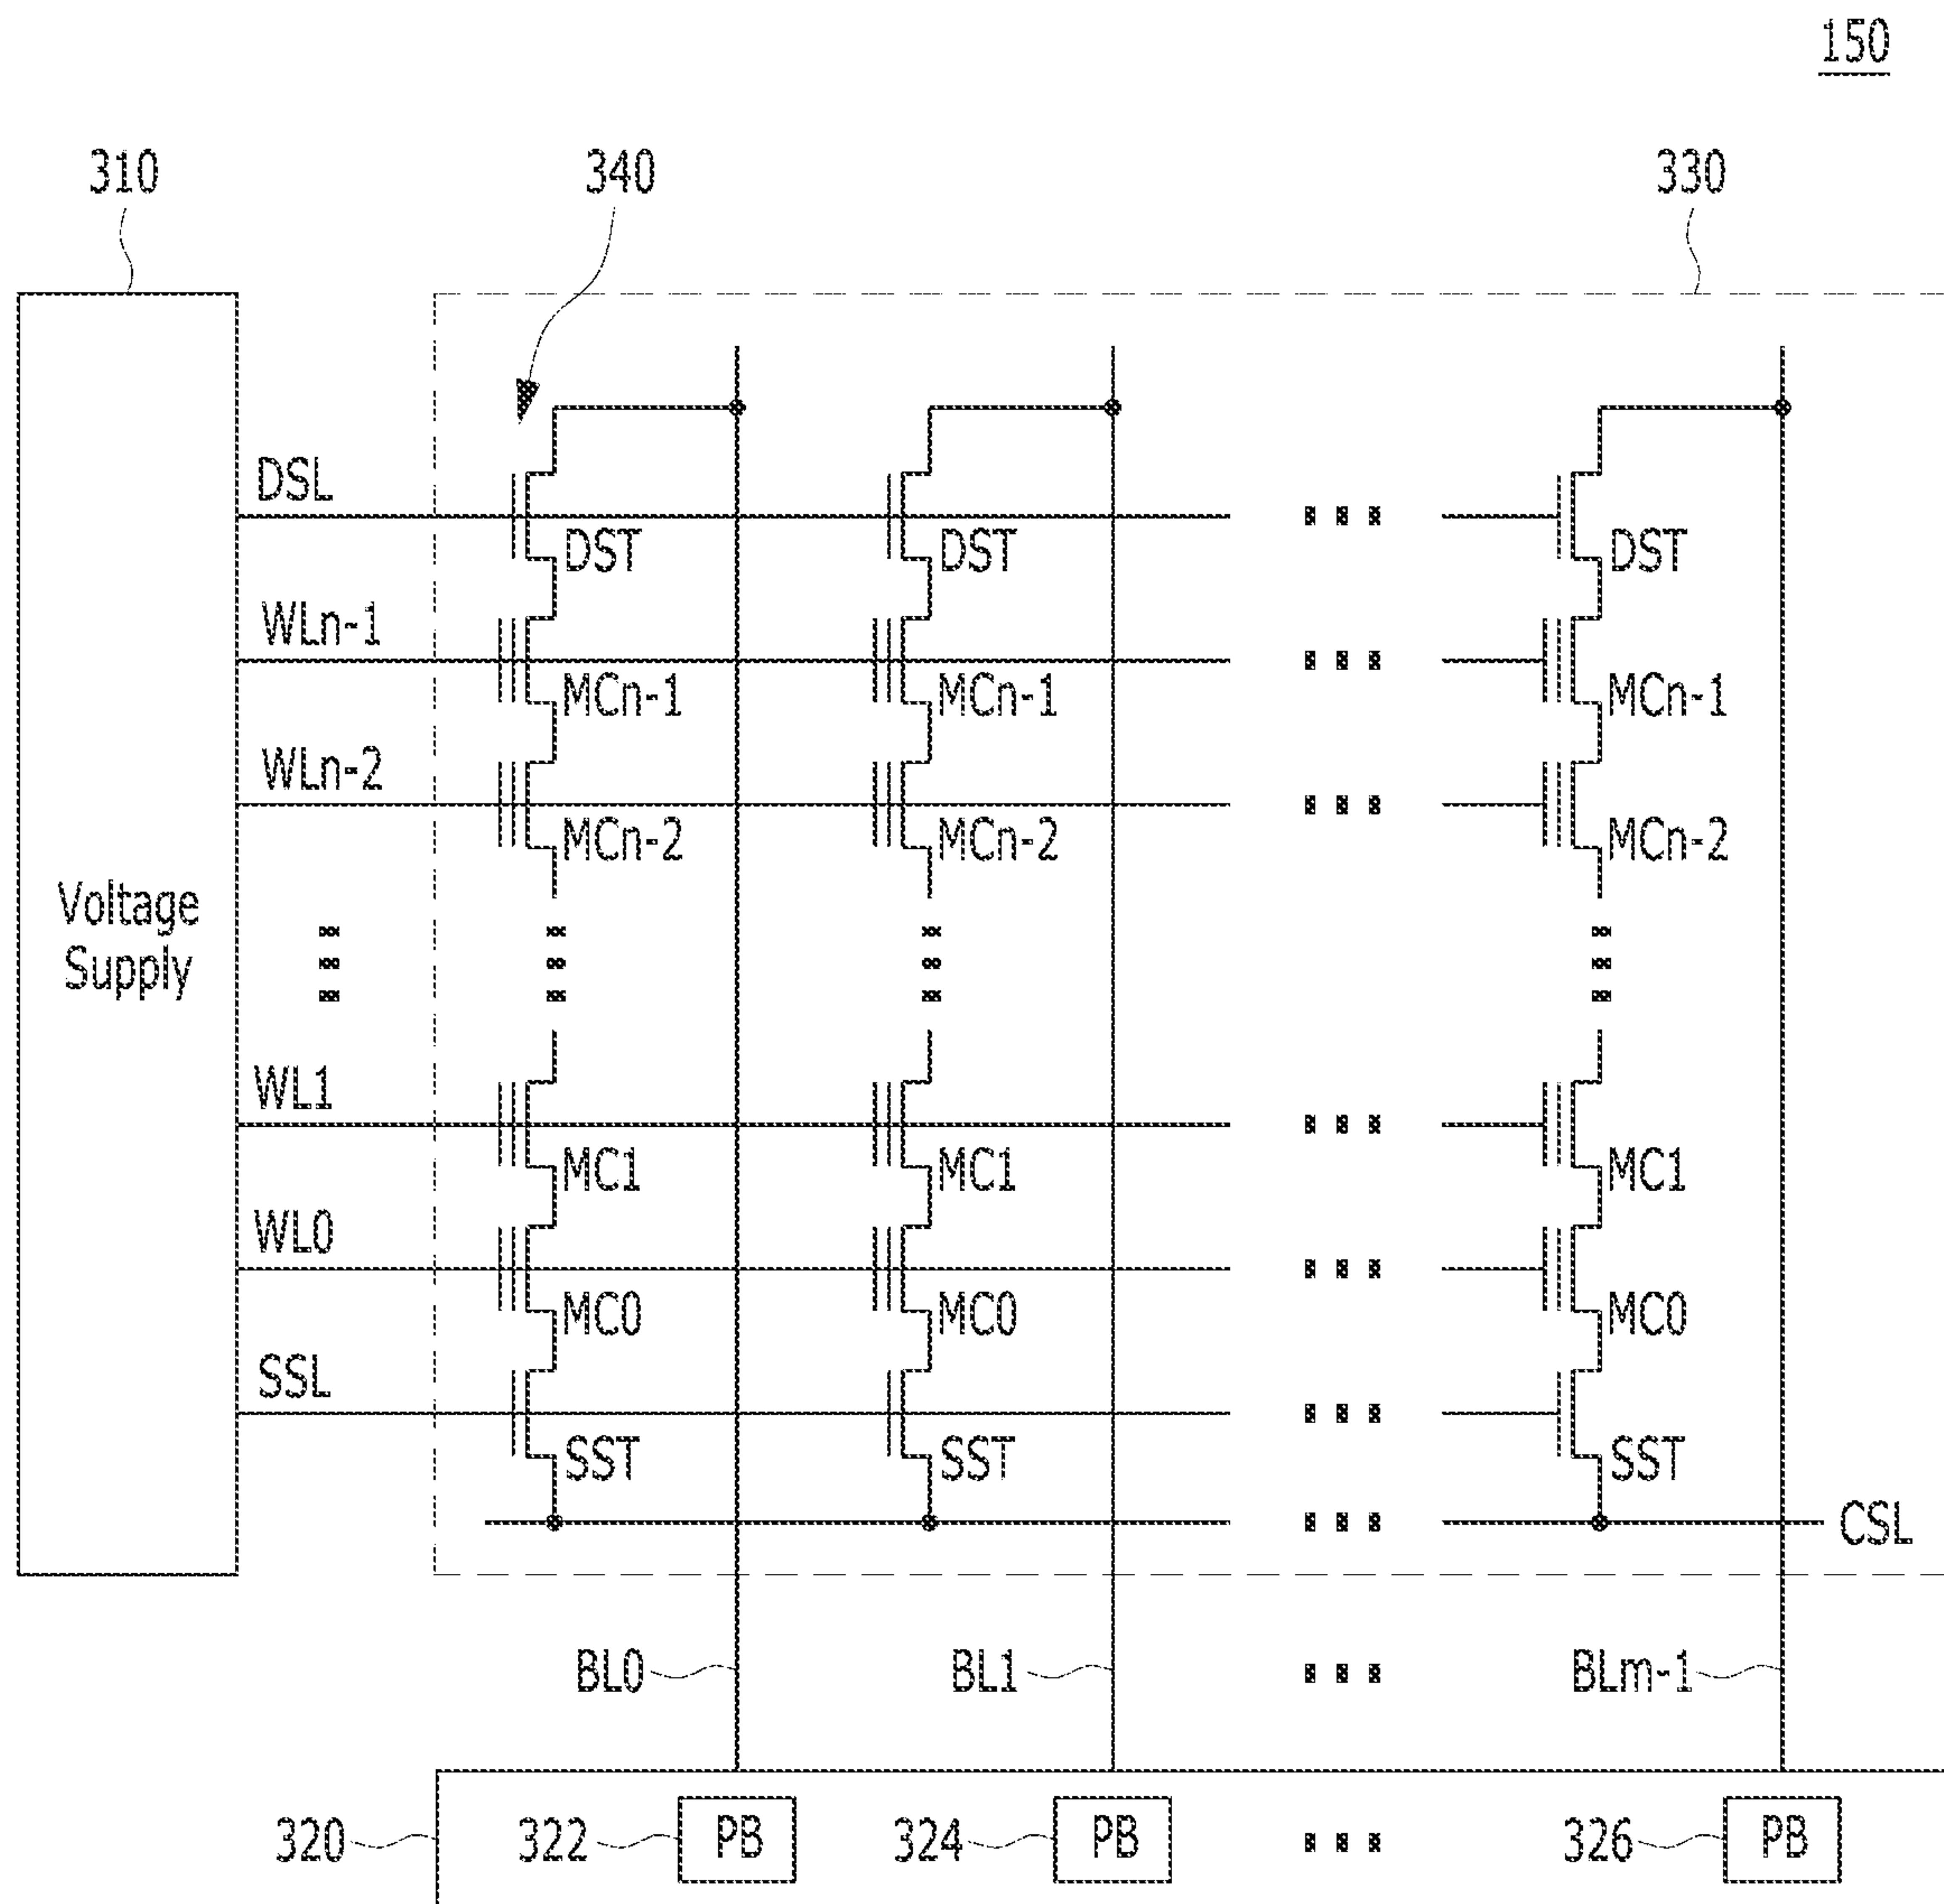 150
310
340
330
DSL
DST DST DST
WLn-1
MCn-1 MCn-1 MCn-1
WLn-2
MCn-2 MCn-2 MCn-2
Voltage
Supply
WL1
MC1 MC1 MC1
WL0
MC0 MC0 MC0
SSL
SST SST SST
CSL
BL0 BL1 BLm-1
320 322 PB 324 PB 326 PB